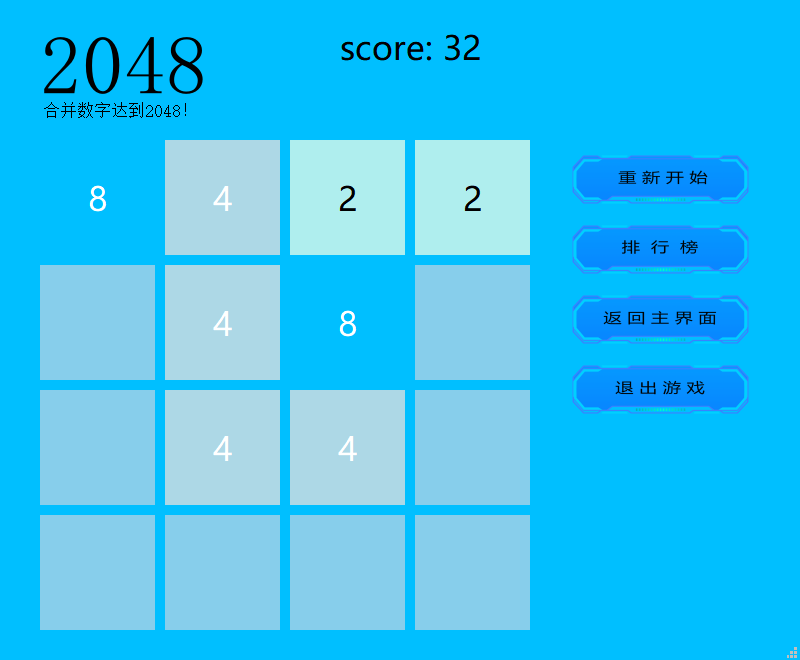 2048
score: 32
合并数字达到2048!
8 4 2 2
4 8
4 4
重新开始
排行榜
返回主界面
退出游戏